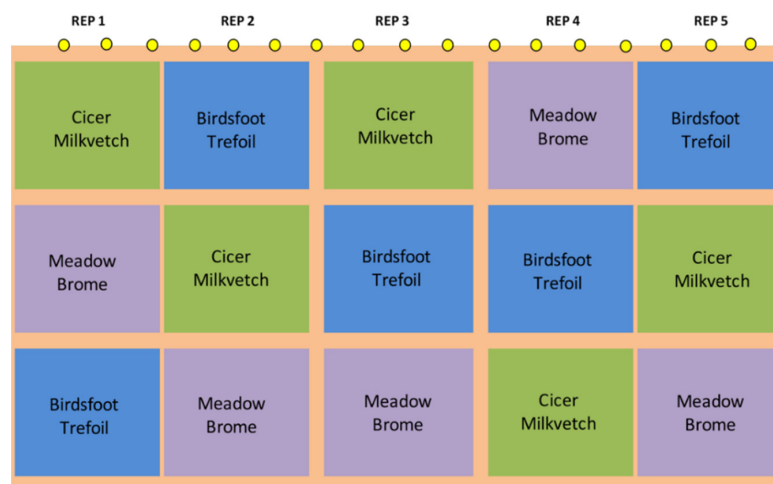 REP 1
REP 2
REP 3
REP 4
REP 5
Cicer
Milkvetch
Birdsfoot
Trefoil
Cicer
Milkvetch
Meadow
Brome
Birdsfoot
Trefoil
Meadow
Brome
Cicer
Milkvetch
Birdsfoot
Trefoil
Birdsfoot
Trefoil
Cicer
Milkvetch
Birdsfoot
Trefoil
Meadow
Brome
Meadow
Brome
Cicer
Milkvetch
Meadow
Brome